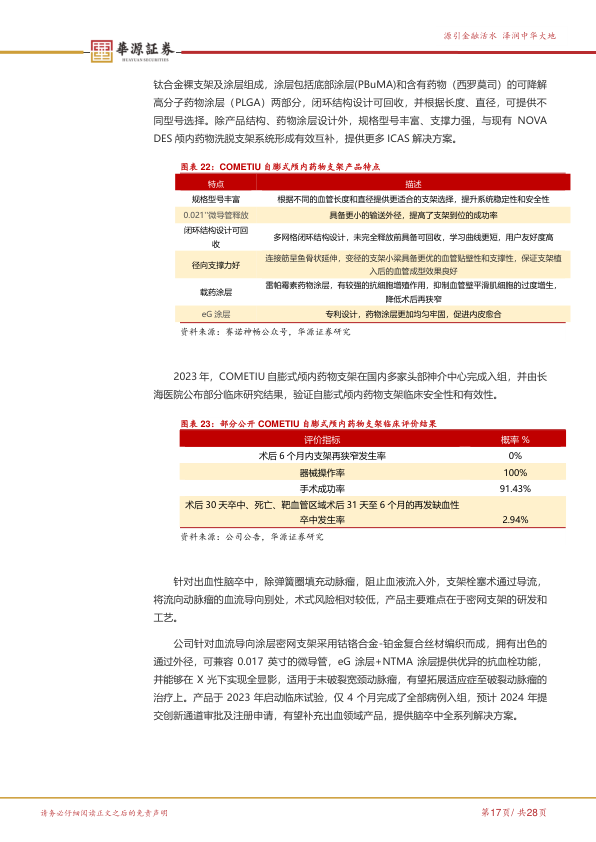 源引金融活水 泽润中华大地
華源証券
HUAYUAN SECURITIES
钛合金裸支架及涂层组成，涂层包括底部涂层(PBuMA)和含有药物（西罗莫司）的可降解
高分子药物涂层（PLGA）两部分，闭环结构设计可回收，并根据长度、直径，可提供不
同型号选择。除产品结构、药物涂层设计外，规格型号丰富、支撑力强，与现有 NOVA
DES 颅内药物洗脱支架系统形成有效互补，提供更多 ICAS 解决方案。
图表 22：COMETIU 自膨式颅内药物支架产品特点
特点 描述
规格型号丰富 根据不同的血管长度和直径提供更适合的支架选择，提升系统稳定性和安全性
0.021''微导管释放 具备更小的输送外径，提高了支架到位的成功率
闭环结构设计可回
收
多网格闭环结构设计，未完全释放前具备可回收，学习曲线更短，用户友好度高
径向支撑力好
连接筋呈鱼骨状延伸，变径的支架小梁具备更优的血管贴壁性和支撑性，保证支架植
入后的血管成型效果良好
载药涂层
雷帕霉素药物涂层，有较强的抗细胞增殖作用，抑制血管壁平滑肌细胞的过度增生，
降低术后再狭窄
eG 涂层 专利设计，药物涂层更加均匀牢固，促进内皮愈合
资料来源：赛诺神畅公众号，华源证券研究
2023 年，COMETIU 自膨式颅内药物支架在国内多家头部神介中心完成入组，并由长
海医院公布部分临床研究结果，验证自膨式颅内药物支架临床安全性和有效性。
图表 23：部分公开 COMETIU 自膨式颅内药物支架临床评价结果
评价指标 概率 %
术后 6 个月内支架再狭窄发生率 0%
器械操作率 100%
手术成功率 91.43%
术后 30 天卒中、死亡、靶血管区域术后 31 天至 6 个月的再发缺血性
卒中发生率 2.94%
资料来源：公司公告，华源证券研究
针对出血性脑卒中，除弹簧圈填充动脉瘤，阻止血液流入外，支架栓塞术通过导流，
将流向动脉瘤的血流导向别处，术式风险相对较低，产品主要难点在于密网支架的研发和
工艺。
公司针对血流导向涂层密网支架采用钴铬合金-铂金复合丝材编织而成，拥有出色的
通过外径，可兼容 0.017 英寸的微导管，eG 涂层+NTMA 涂层提供优异的抗血栓功能，
并能够在 X 光下实现全显影，适用于未破裂宽颈动脉瘤，有望拓展适应症至破裂动脉瘤的
治疗上。产品于 2023 年启动临床试验，仅 4 个月完成了全部病例入组，预计 2024 年提
交创新通道审批及注册申请，有望补充出血领域产品，提供脑卒中全系列解决方案。
请务必仔细阅读正文之后的免责声明
第17页/ 共28页